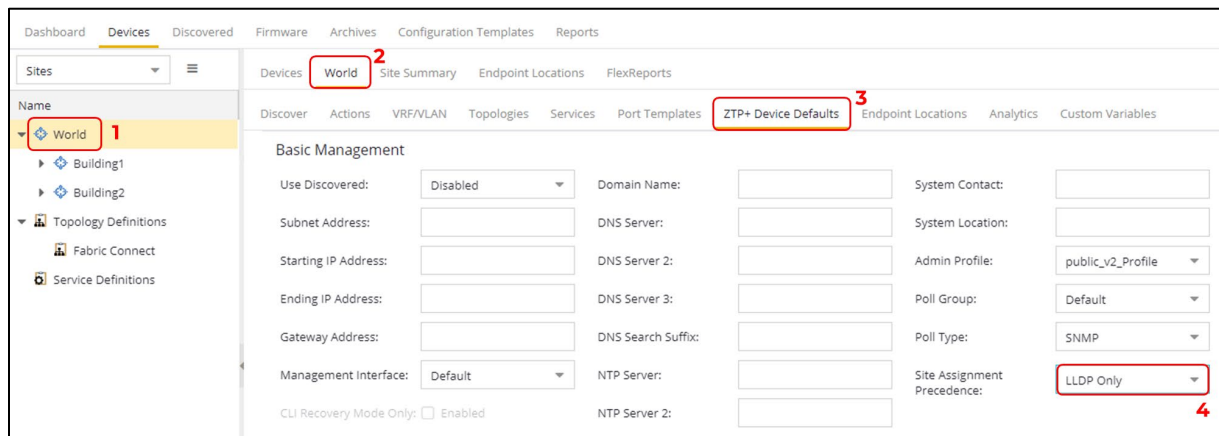 Dashboard Devices Discovered Firmware Archives Configuration Templates Reports
Sites
Name
World 1
Building1
Building2
Topology Definitions
Fabric Connect
Service Definitions
Devices World 2 Site Summary Endpoint Locations FlexReports
Discover Actions VRF/VLAN Topologies Services Port Templates ZTP+ Device Defaults 3 Endpoint Locations Analytics Custom Variables
Basic Management
Use Discovered: Disabled Domain Name: System Contact:
Subnet Address: DNS Server: System Location:
Starting IP Address: DNS Server 2: Admin Profile: public_v2_Profile
Ending IP Address: DNS Server 3: Poll Group: Default
Gateway Address: DNS Search Suffix: Poll Type: SNMP
Management Interface: Default NTP Server: Site Assignment
Precedence: LLDP Only 4
CLI Recovery Mode Only: Enabled NTP Server 2: